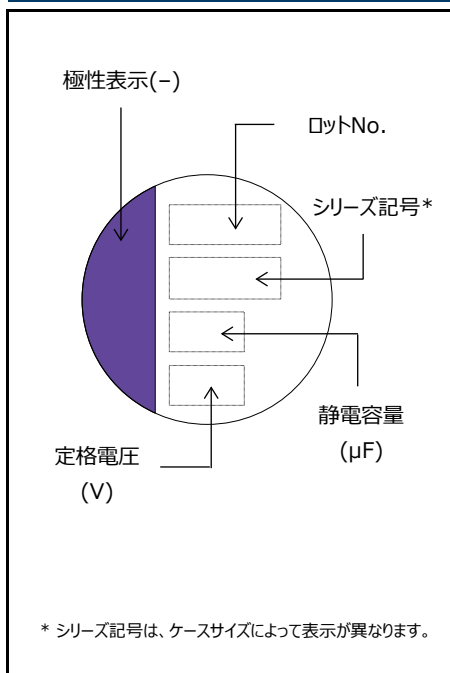 極性表示(−)
ロットNo.
シリーズ記号*
静電容量
(μF)
定格電圧
(V)
* シリーズ記号は、ケースサイズによって表示が異なります。